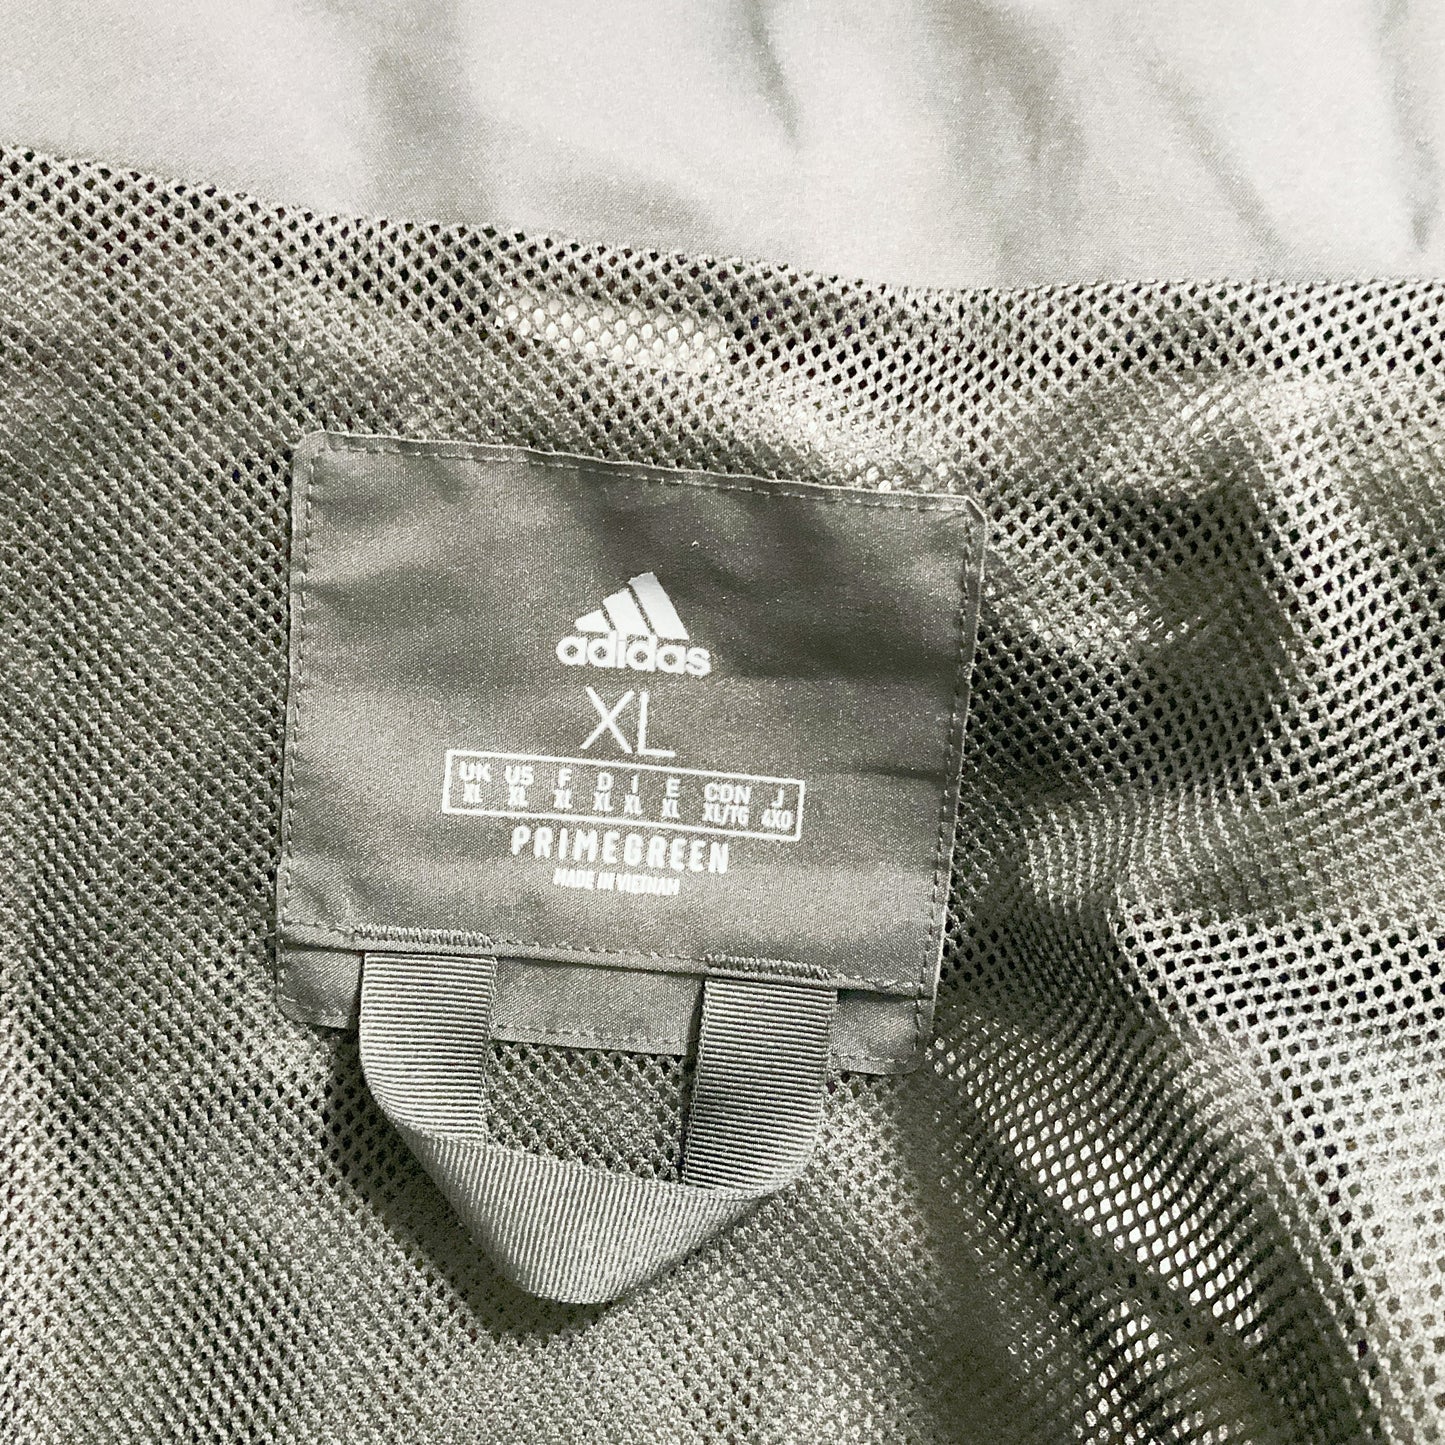 adidas
XL
UK US F D I E CDN J
XL XL XL XL XL XL XL/TG 4XO
PRIMEGREEN
MADE IN VIETNAM